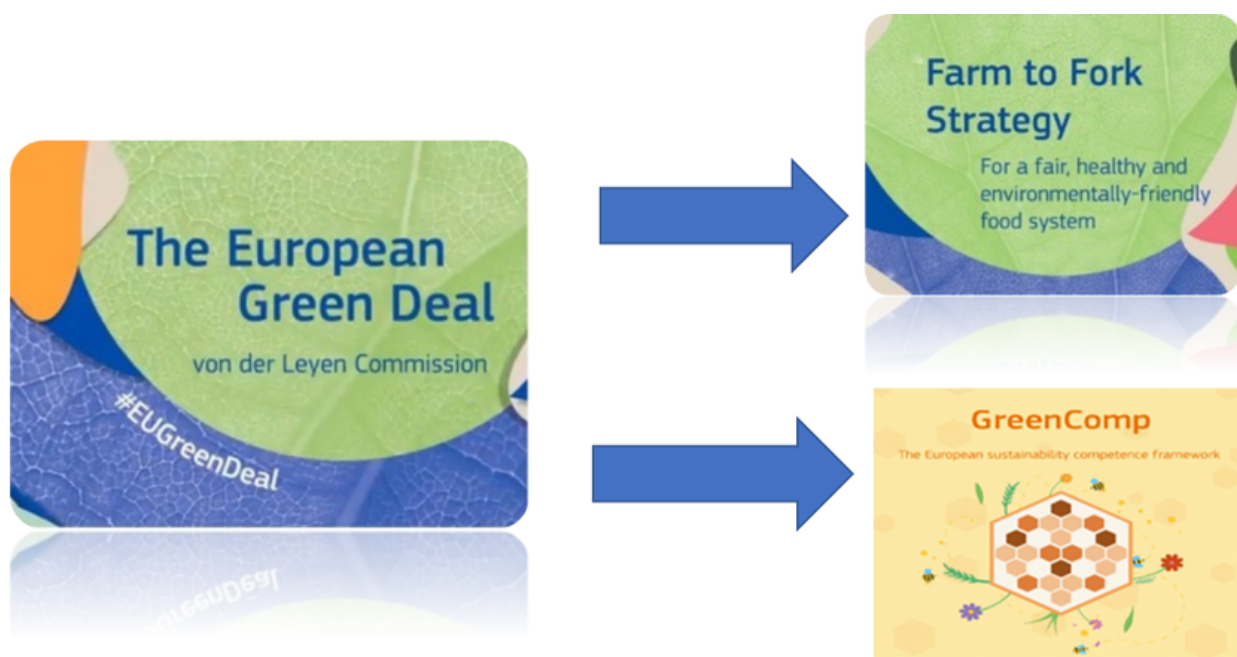 The European
Green Deal
von der Leyen Commission
#EUGreenDeal
Farm to Fork
Strategy
For a fair, healthy and
environmentally-friendly
food system
GreenComp
The European sustainability competence framework